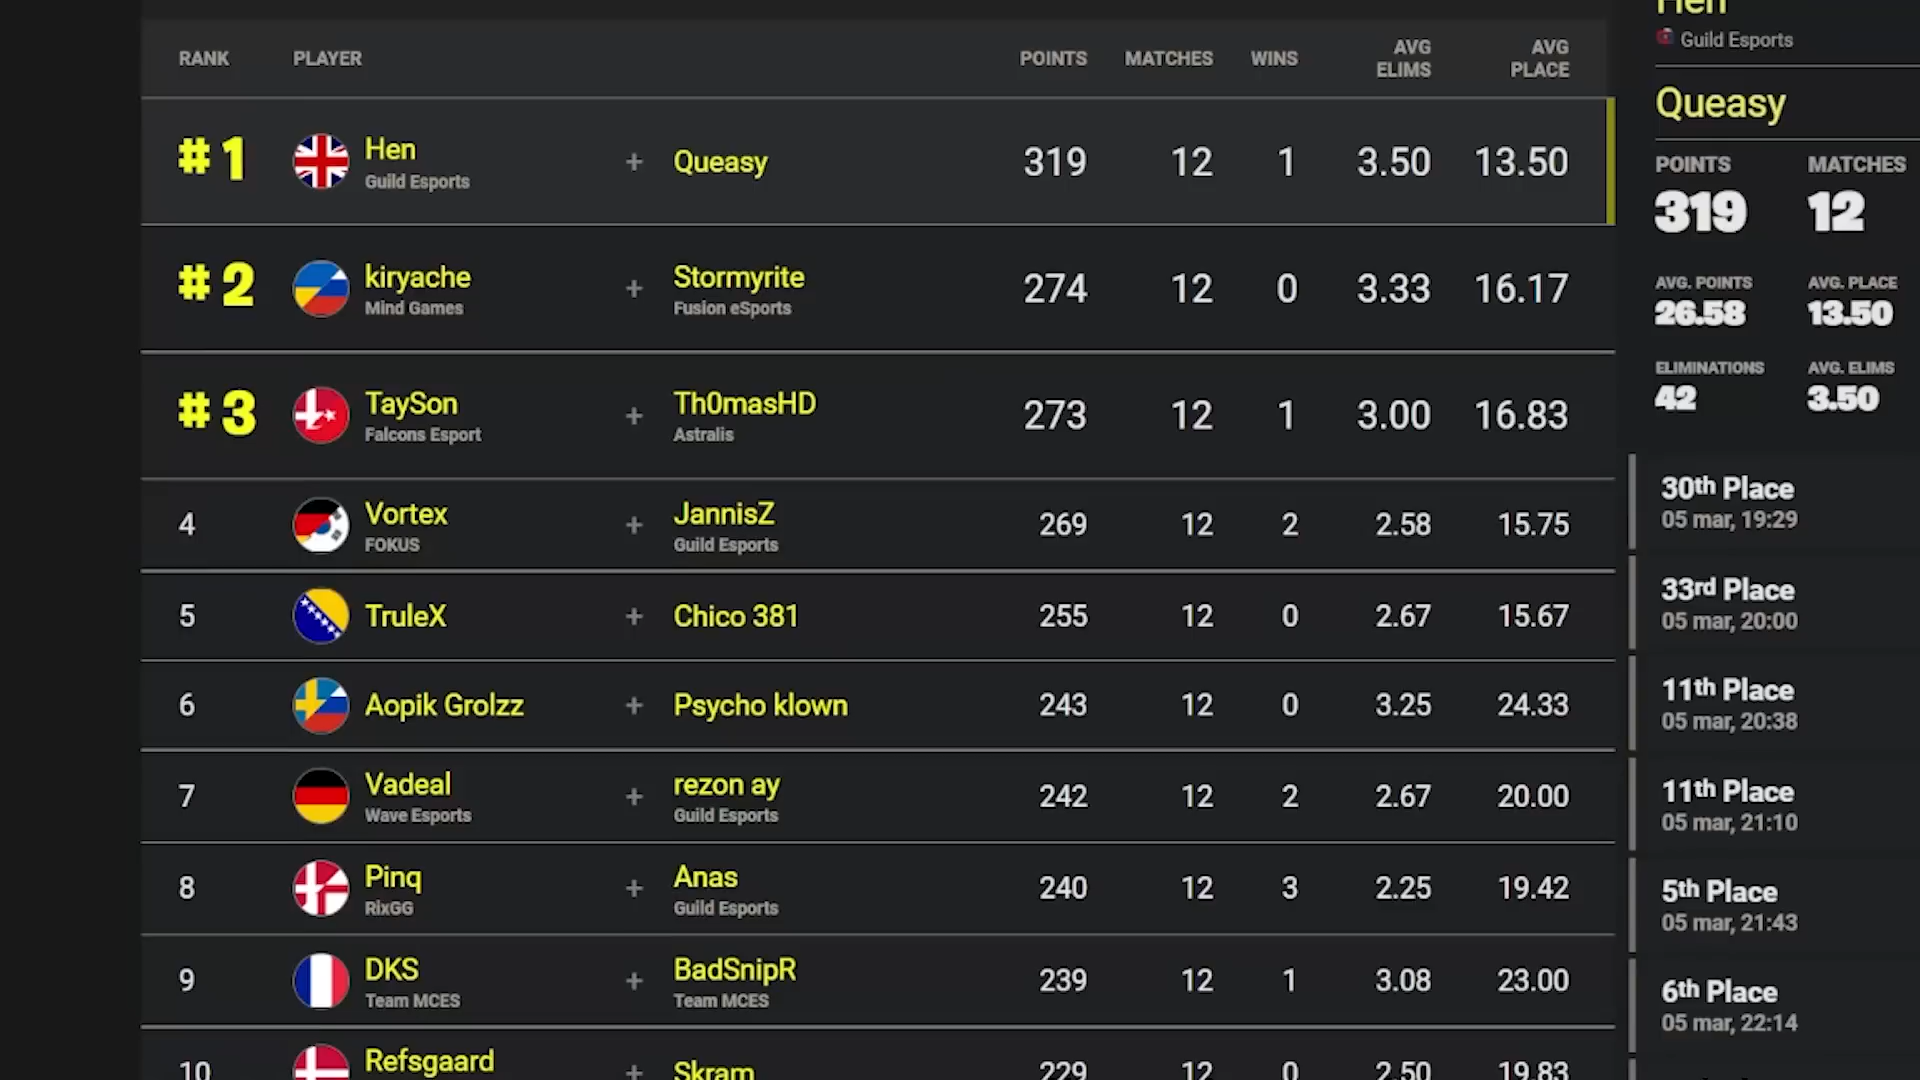 RANK PLAYER POINTS MATCHES WINS AVG ELIMS AVG PLACE
#1 Hen Guild Esports + Queasy 319 12 1 3.50 13.50
#2 kiryache Mind Games + Stormyrite Fusion eSports 274 12 0 3.33 16.17
#3 TaySon Falcons Esport + Th0masHD Astralis 273 12 1 3.00 16.83
4 Vortex FOKUS + JannisZ Guild Esports 269 12 2 2.58 15.75
5 TruleX + Chico 381 255 12 0 2.67 15.67
6 Aopik Grolzz + Psycho klown 243 12 0 3.25 24.33
7 Vadeal Wave Esports + rezon ay Guild Esports 242 12 2 2.67 20.00
8 Pinq RixGG + Anas Guild Esports 240 12 3 2.25 19.42
9 DKS Team MCES + BadSnipR Team MCES 239 12 1 3.08 23.00
10 Refsgaard + Skram 229 12 0 2.50 19.83
Hen
Guild Esports
Queasy
POINTS MATCHES
319 12
AVG. POINTS AVG. PLACE
26.58 13.50
ELIMINATIONS AVG. ELIMS
42 3.50
30th Place
05 mar, 19:29
33rd Place
05 mar, 20:00
11th Place
05 mar, 20:38
11th Place
05 mar, 21:10
5th Place
05 mar, 21:43
6th Place
05 mar, 22:14